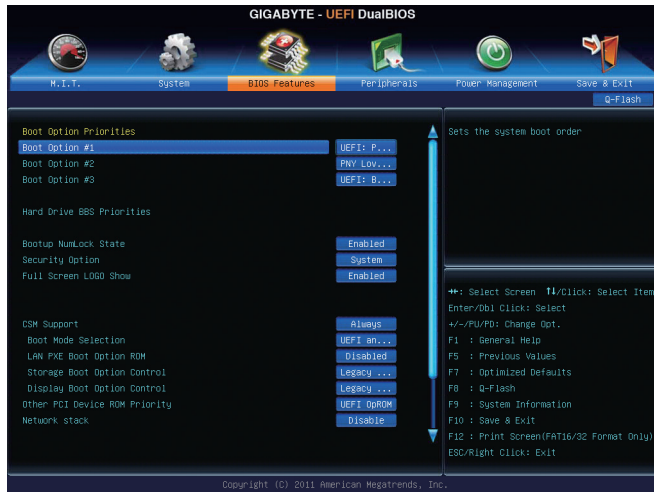 GIGABYTE - UEFI DualBIOS
M.I.T. System BIOS Features Peripherals Power Management Save & Exit
Q-Flash
Boot Option Priorities
Boot Option #1 UEFI: P...
Boot Option #2 PNY Lov...
Boot Option #3 UEFI: B...
Hard Drive BBS Priorities
Bootup NumLock State Enabled
Security Option System
Full Screen LOGO Show Enabled
CSM Support Always
Boot Mode Selection UEFI an...
LAN PXE Boot Option ROM Disabled
Storage Boot Option Control Legacy ...
Display Boot Option Control Legacy ...
Other PCI Device ROM Priority UEFI OpROM
Network stack Disable
Sets the system boot order
→←: Select Screen ↑↓/Click: Select Item
Enter/Dbl Click: Select
+/-/PU/PD: Change Opt.
F1 : General Help
F5 : Previous Values
F7 : Optimized Defaults
F8 : Q-Flash
F9 : System Information
F10 : Save & Exit
F12 : Print Screen(FAT16/32 Format Only)
ESC/Right Click: Exit
Copyright (C) 2011 American Megatrends, Inc.